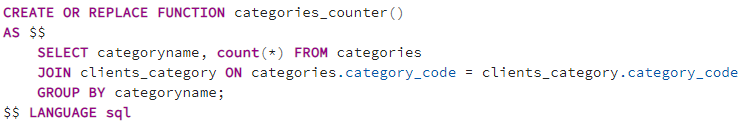 CREATE OR REPLACE FUNCTION categories_counter()
AS $$
    SELECT categoryname, count(*) FROM categories
    JOIN clients_category ON categories.category_code = clients_category.category_code
    GROUP BY categoryname;
$$ LANGUAGE sql